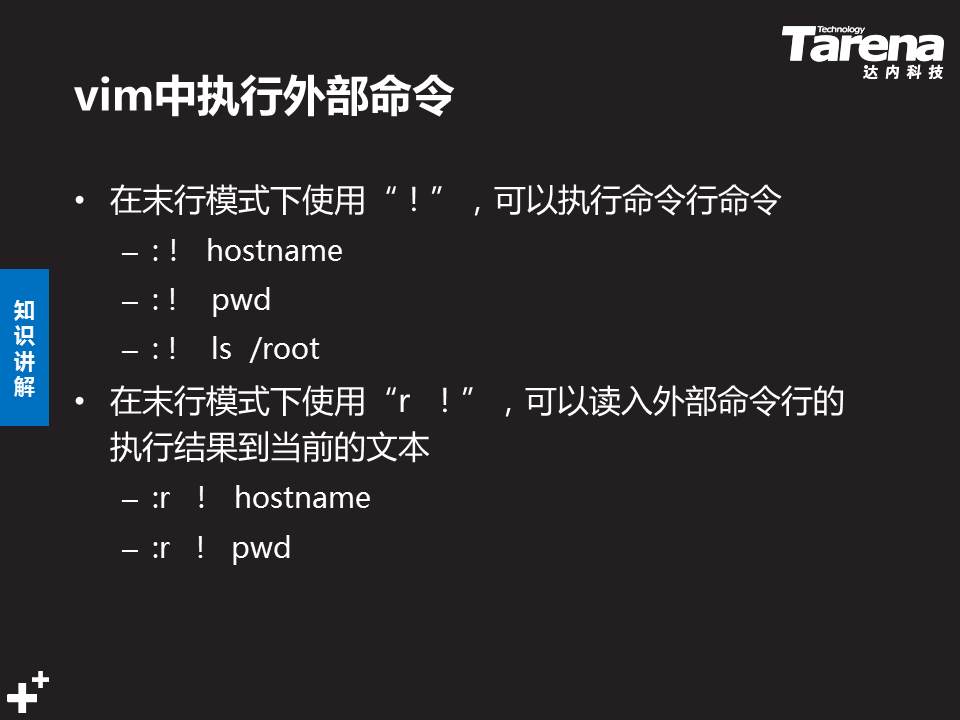 Technology
Tarena
达内科技
vim中执行外部命令
• 在末行模式下使用“！”，可以执行命令行命令
– :！ hostname
– :！ pwd
– :！ ls /root
知识讲解
• 在末行模式下使用“r ！”，可以读入外部命令行的
执行结果到当前的文本
– :r ！ hostname
– :r ！ pwd